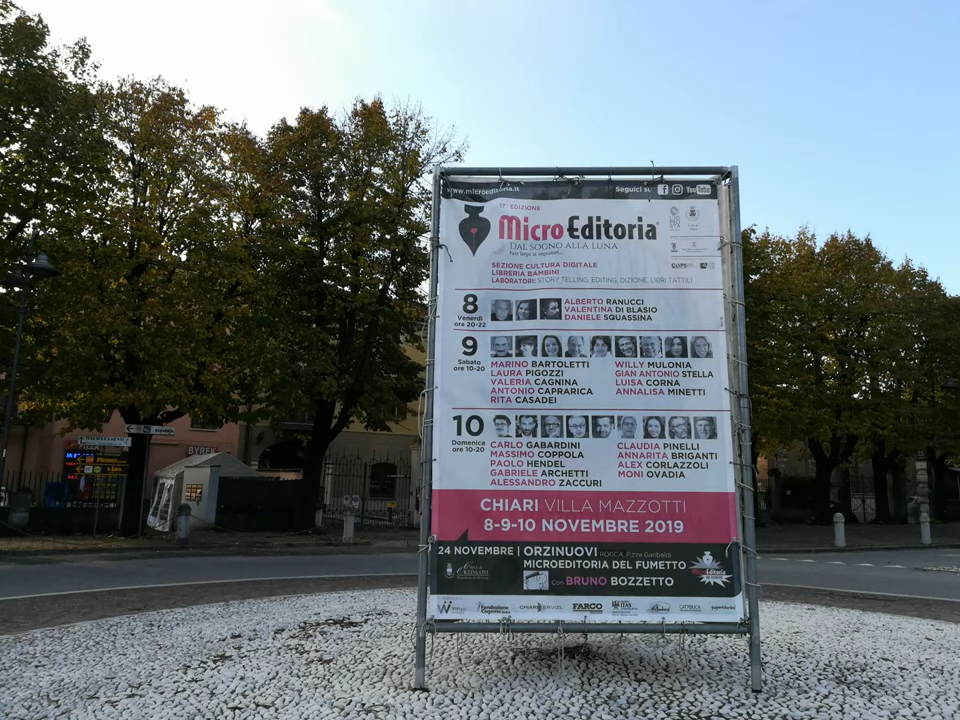 www.microeditoria.it Seguici su YouTube
17ª EDIZIONE
MicroEditoria
DAL SOGNO ALLA LUNA
SEZIONE CULTURA DIGITALE
LIBRERIA BAMBINI
LABORATORI: STORY TELLING, EDITING, DIZIONE, LIBRI TATTILI
8
Venerdì
ore 20-22
ALBERTO RANUCCI
VALENTINA DI BLASIO
DANIELE SQUASSINA
9
Sabato
ore 10-20
MARINO BARTOLETTI
LAURA PIGOZZI
VALERIA CAGNINA
ANTONIO CAPRARICA
RITA CASADEI
WILLY MULONIA
GIAN ANTONIO STELLA
LUISA CORNA
ANNALISA MINETTI
10
Domenica
ore 10-20
CARLO GABARDINI
MASSIMO COPPOLA
PAOLO HENDEL
GABRIELE ARCHETTI
ALESSANDRO ZACCURI
CLAUDIA PINELLI
ANNARITA BRIGANTI
ALEX CORLAZZOLI
MONI OVADIA
CHIARI VILLA MAZZOTTI
8-9-10 NOVEMBRE 2019
24 NOVEMBRE | ORZINUOVI ROCCA, P.zza Garibaldi
MICROEDITORIA DEL FUMETTO
Con BRUNO BOZZETTO
ORZINUOVI
MicroEditoria
CHIARISERVIZI
FARCO
BYREK